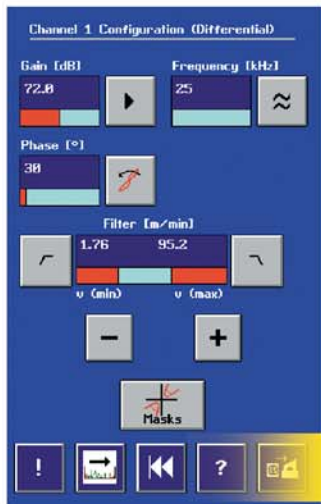 Channel 1 Configuration (Differential)
Gain [dB]
Frequency [kHz]
72.0
25
Phase [°]
30
Filter [m/min]
1.76 95.2
v (min) v (max)
− +
Masks
! ?